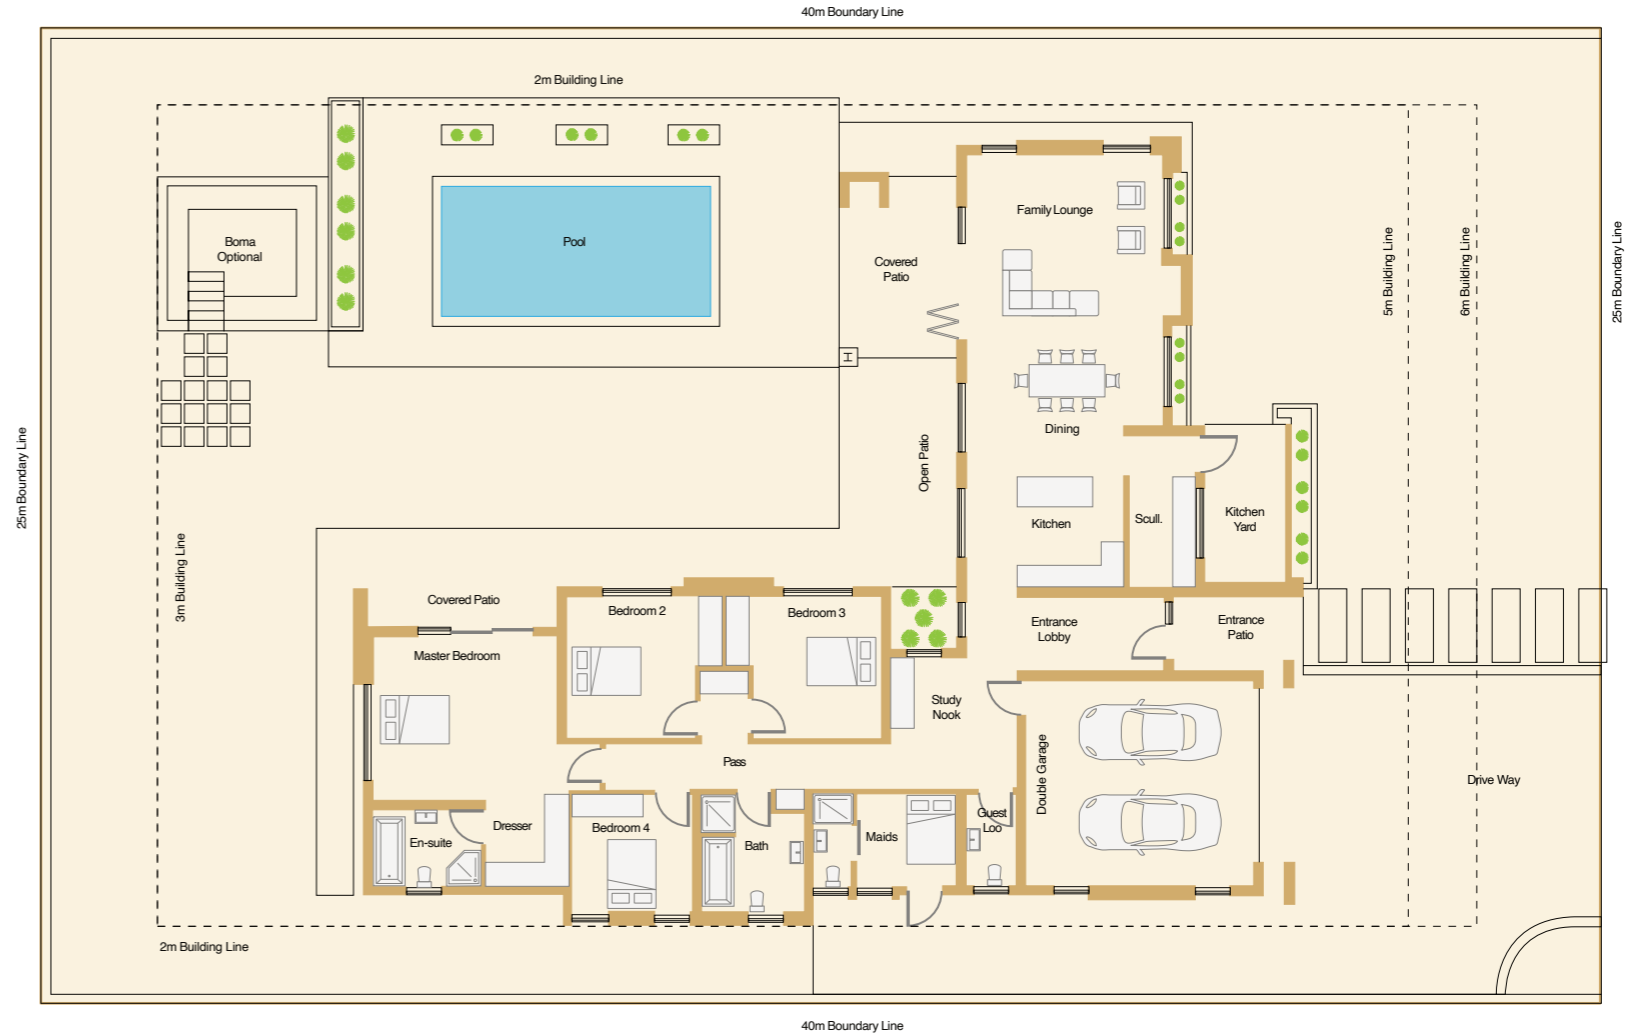 40m Boundary Line
2m Building Line
Family Lounge
Boma
Optional
Pool
Covered
Patio
5m Building Line
6m Building Line
25m Boundary Line
H
Dining
Open Patio
25m Boundary Line
Kitchen
Scull.
Kitchen
Yard
3m Building Line
Covered Patio
Bedroom 2
Bedroom 3
Entrance
Lobby
Entrance
Patio
Master Bedroom
Study
Nook
Pass
Double Garage
Drive Way
Dresser
Bedroom 4
En-suite
Bath
Maids
Guest
Loo
2m Building Line
40m Boundary Line